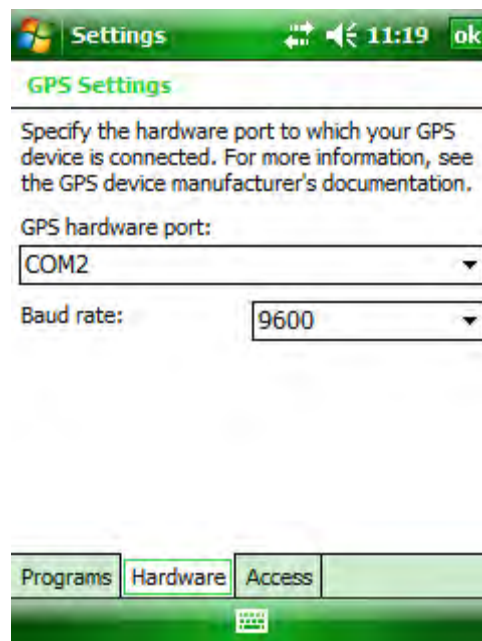 Settings 11:19 ok
GPS Settings
Specify the hardware port to which your GPS
device is connected. For more information, see
the GPS device manufacturer's documentation.
GPS hardware port:
COM2
Baud rate: 9600
Programs Hardware Access